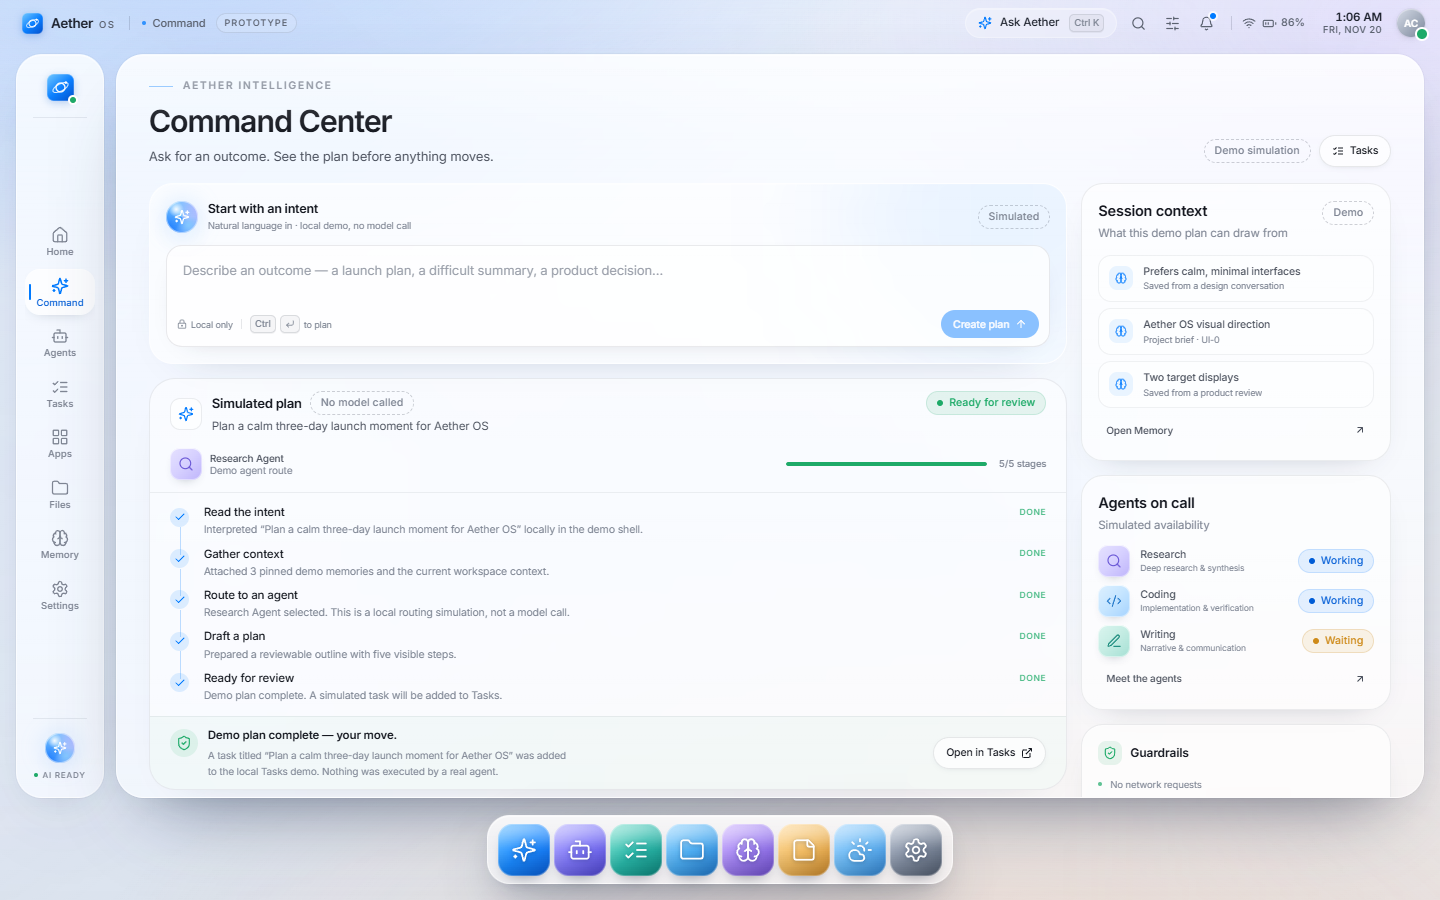 Aether OS
Command
PROTOTYPE
Ask Aether
Ctrl K
86%
1:06 AM
FRI, NOV 20
AC
Home
Command
Agents
Tasks
Apps
Files
Memory
Settings
AI READY
AETHER INTELLIGENCE
Command Center
Ask for an outcome. See the plan before anything moves.
Demo simulation
Tasks
Start with an intent
Natural language in · local demo, no model call
Simulated
Describe an outcome — a launch plan, a difficult summary, a product decision...
Local only
Ctrl ↵ to plan
Create plan
Simulated plan
No model called
Ready for review
Plan a calm three-day launch moment for Aether OS
Research Agent
Demo agent route
5/5 stages
Read the intent
DONE
Interpreted “Plan a calm three-day launch moment for Aether OS” locally in the demo shell.
Gather context
DONE
Attached 3 pinned demo memories and the current workspace context.
Route to an agent
DONE
Research Agent selected. This is a local routing simulation, not a model call.
Draft a plan
DONE
Prepared a reviewable outline with five visible steps.
Ready for review
DONE
Demo plan complete. A simulated task will be added to Tasks.
Demo plan complete — your move.
A task titled “Plan a calm three-day launch moment for Aether OS” was added
to the local Tasks demo. Nothing was executed by a real agent.
Open in Tasks
Session context
Demo
What this demo plan can draw from
Prefers calm, minimal interfaces
Saved from a design conversation
Aether OS visual direction
Project brief · UI-0
Two target displays
Saved from a product review
Open Memory
Agents on call
Simulated availability
Research
Deep research & synthesis
Working
Coding
Implementation & verification
Working
Writing
Narrative & communication
Waiting
Meet the agents
Guardrails
No network requests